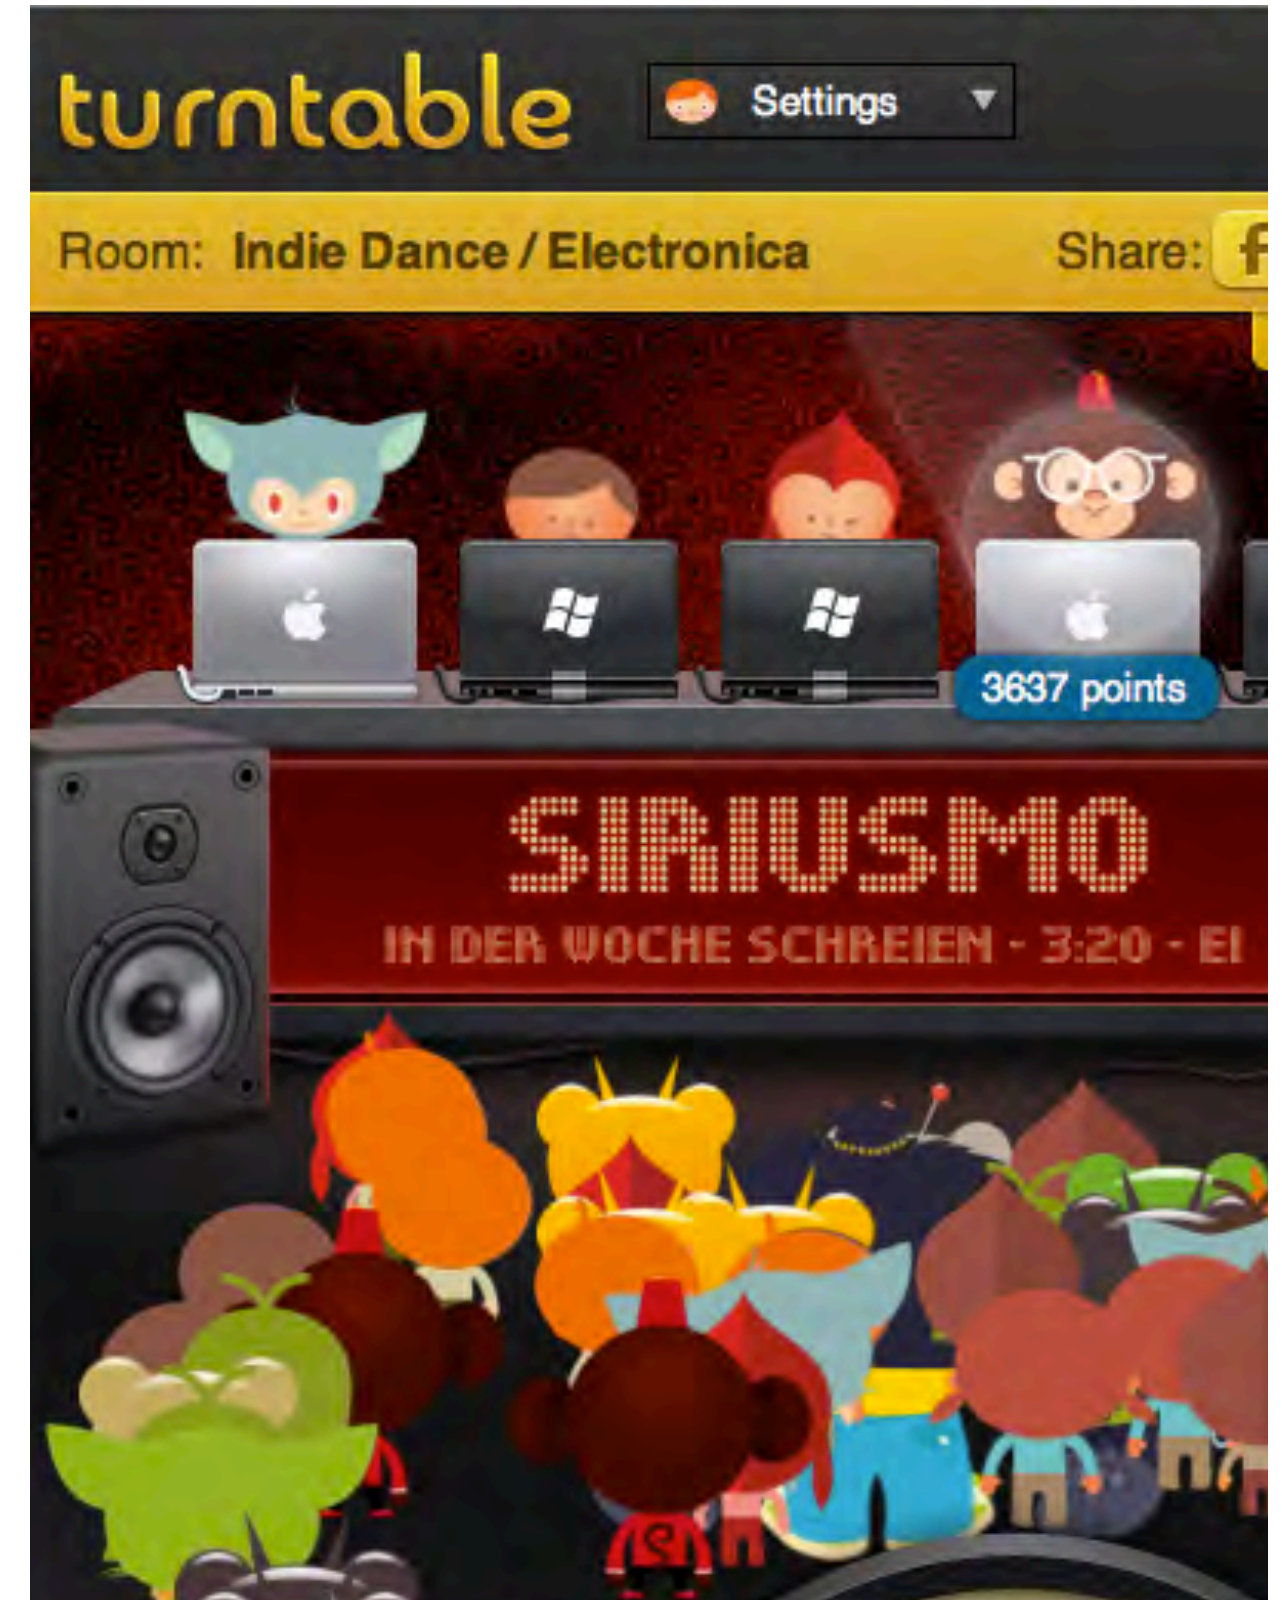 turntable
Settings
Room: Indie Dance / Electronica
Share: f
3637 points
SIRIUSMO
IN DER WOCHE SCHREIEN - 3:20 - EI